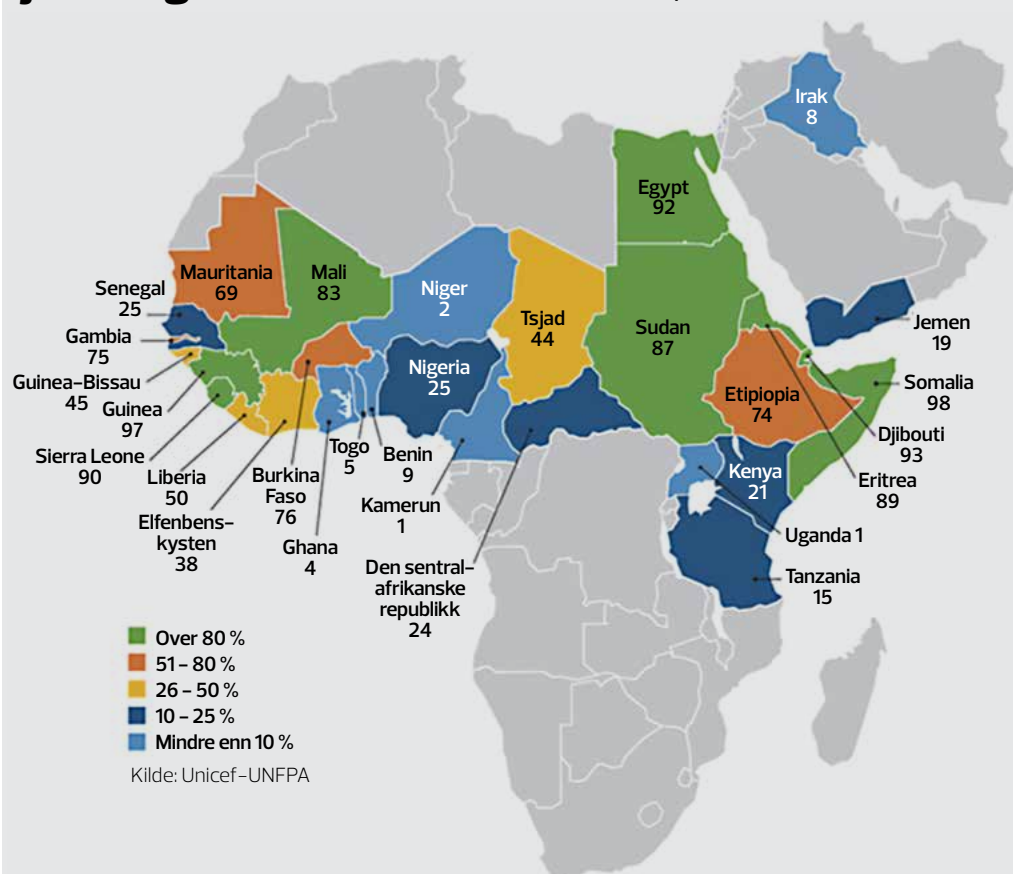 Irak
8
Egypt
92
Mauritania
69
Mali
83
Niger
2
Tsjad
44
Sudan
87
Senegal
25
Nigeria
25
Jemen
19
Gambia
75
Guinea-Bissau
45
Guinea
97
Etipiopia
74
Somalia
98
Sierra Leone
90
Liberia
50
Burkina
Faso
76
Togo
5
Benin
9
Kenya
21
Djibouti
93
Eritrea
89
Elfenbens-
kysten
38
Ghana
4
Kamerun
1
Uganda 1
Den sentral-
afrikanske
republikk
24
Tanzania
15
Over 80 %
51 – 80 %
26 – 50 %
10 – 25 %
Mindre enn 10 %
Kilde: Unicef-UNFPA